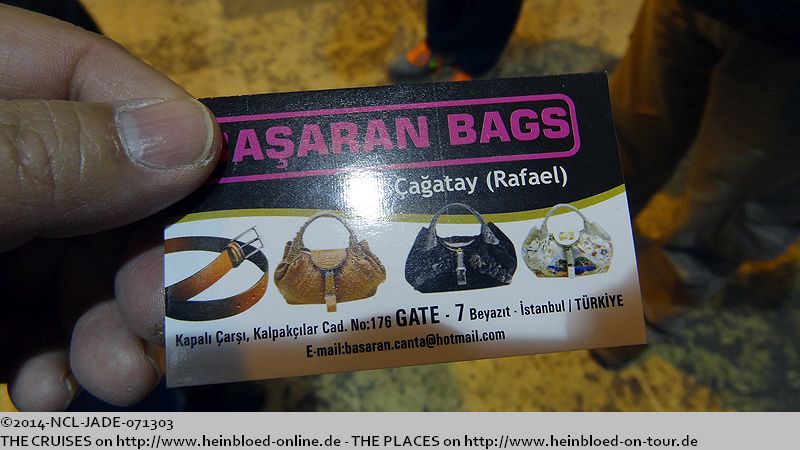 BAŞARAN BAGS
Çağatay (Rafael)
Kapalı Çarşı, Kalpakçılar Cad. No:176 GATE - 7 Beyazıt - İstanbul / TÜRKİYE
E-mail:basaran.canta@hotmail.com
©2014-NCL-JADE-071303
THE CRUISES on http://www.heinbloed-online.de - THE PLACES on http://www.heinbloed-on-tour.de